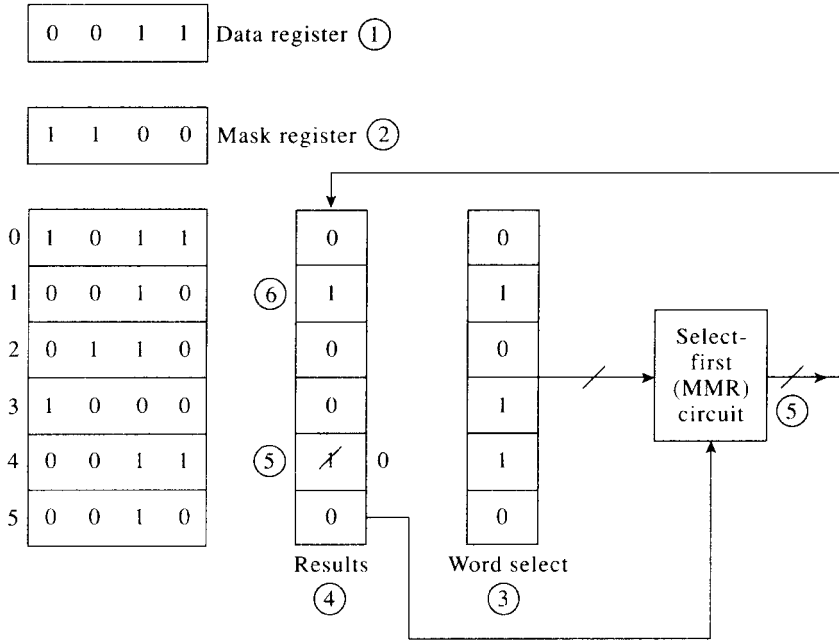 0 0 1 1 Data register 1
1 1 0 0 Mask register 2
0 1 0 1 1 0 0
1 0 0 1 0 6 1 1
2 0 1 1 0 0 0
3 1 0 0 0 0 1
4 0 0 1 1 5 1 0 1
5 0 0 1 0 0 0
Select-
first
(MMR)
circuit
5
Results
4
Word select
3